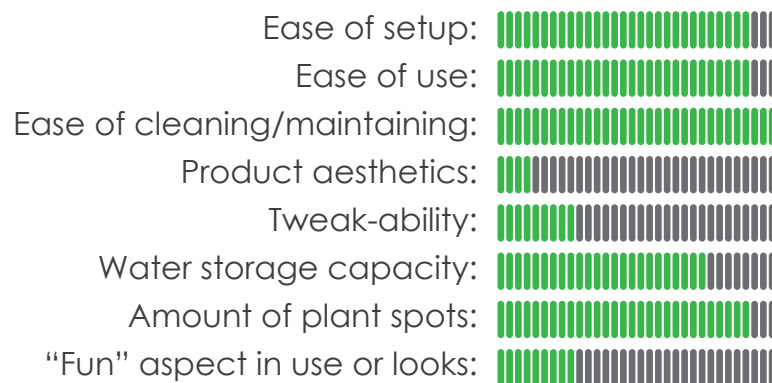 Ease of setup:
Ease of use:
Ease of cleaning/maintaining:
Product aesthetics:
Tweak-ability:
Water storage capacity:
Amount of plant spots:
“Fun” aspect in use or looks: